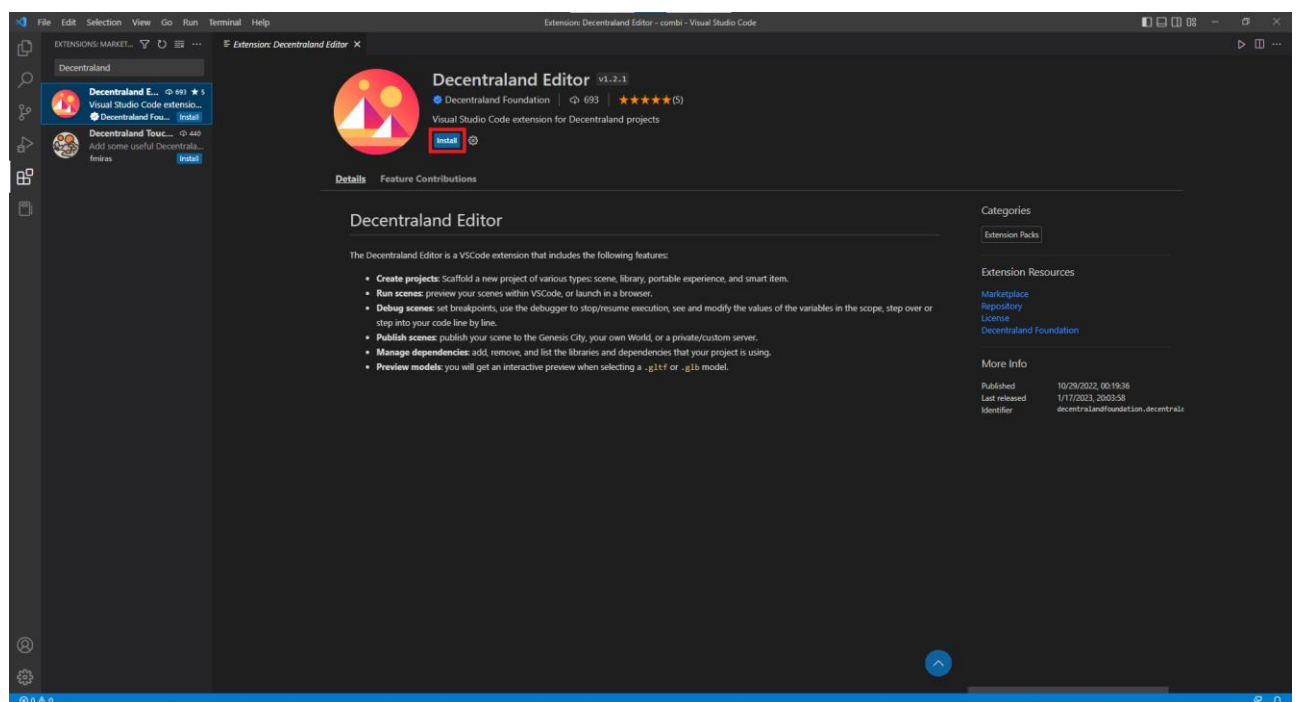 File Edit Selection View Go Run Terminal Help
Extension: Decentraland Editor - combi - Visual Studio Code
EXTENSIONS: MARKET...
Extension: Decentraland Editor
Decentraland
Decentraland E... 693 ★ 5
Visual Studio Code extensio...
Decentraland Fou... Install
Decentraland Touc... 440
Add some useful Decentrala...
fmiras Install
Decentraland Editor v1.2.1
Decentraland Foundation | 693 | ★★★★★(5)
Visual Studio Code extension for Decentraland projects
Install
Details Feature Contributions
Decentraland Editor
The Decentraland Editor is a VSCode extension that includes the following features:
• Create projects: Scaffold a new project of various types: scene, library, portable experience, and smart item.
• Run scenes: preview your scenes within VSCode, or launch in a browser.
• Debug scenes: set breakpoints, use the debugger to stop/resume execution, see and modify the values of the variables in the scope, step over or
step into your code line by line.
• Publish scenes: publish your scene to the Genesis City, your own World, or a private/custom server.
• Manage dependencies: add, remove, and list the libraries and dependencies that your project is using.
• Preview models: you will get an interactive preview when selecting a .gltf or .glb model.
Categories
Extension Packs
Extension Resources
Marketplace
Repository
License
Decentraland Foundation
More Info
Published 10/29/2022, 00:19:36
Last released 1/17/2023, 20:03:58
Identifier decentralandfoundation.decentrala
0 0